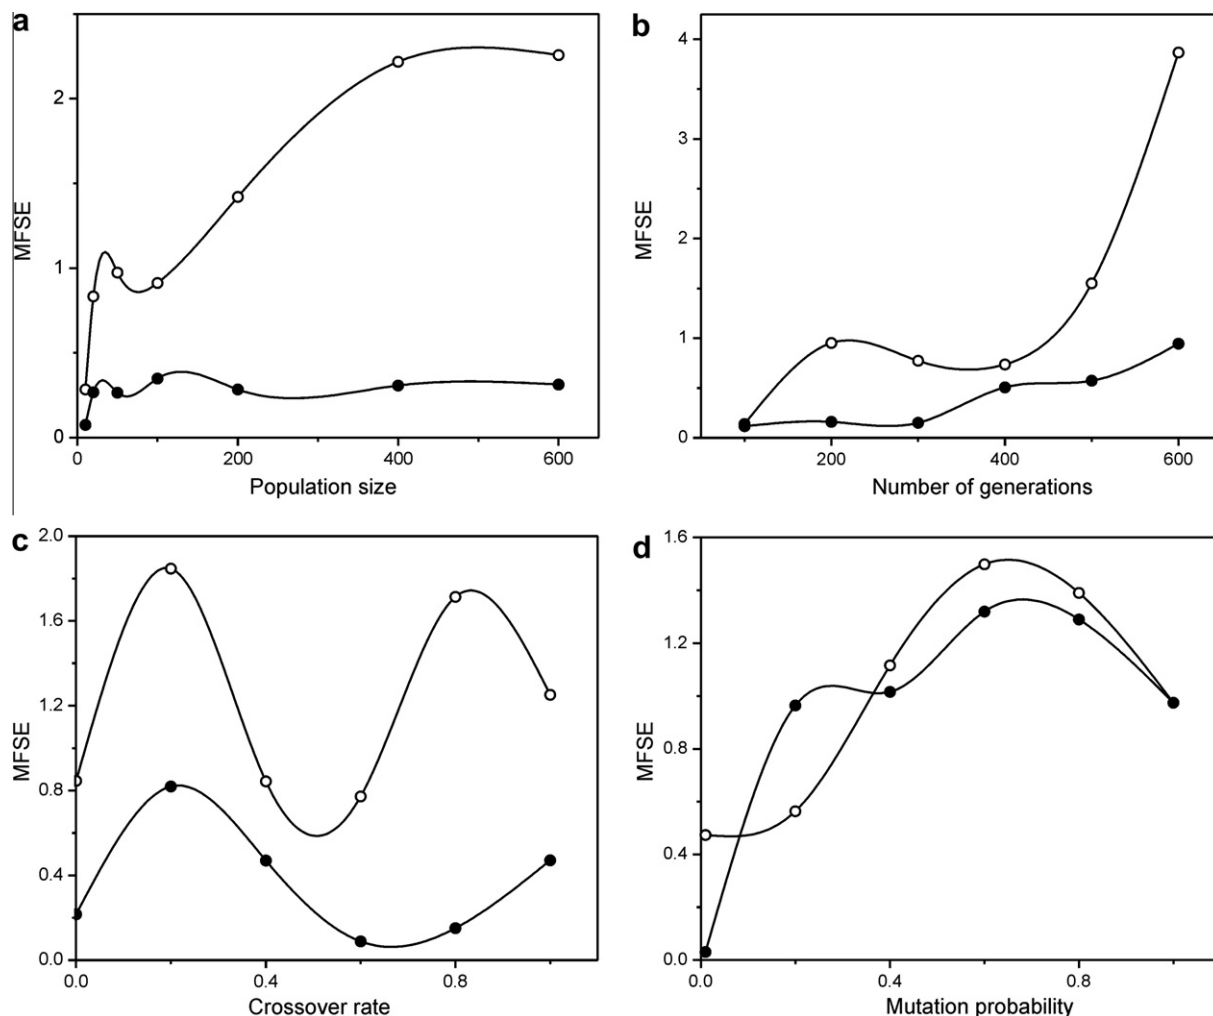 a
MFSE
2
1
0
0 200 400 600
Population size
b
MFSE
4
3
2
1
0
200 400 600
Number of generations
c
MFSE
2.0
1.6
1.2
0.8
0.4
0.0
0.0 0.4 0.8
Crossover rate
d
MFSE
1.6
1.2
0.8
0.4
0.0
0.0 0.4 0.8
Mutation probability